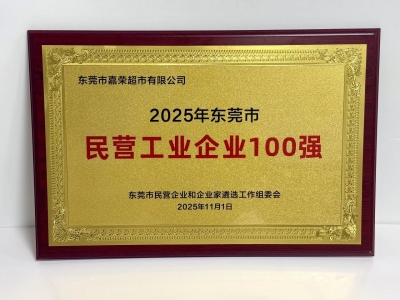 东莞市嘉荣超市有限公司
2025年东莞市
民营工业企业100强
东莞市民营企业和企业家遴选工作组委会
2025年11月1日